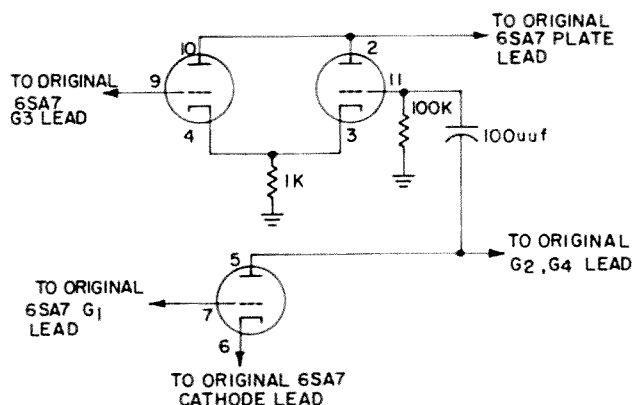 TO ORIGINAL
6SA7 PLATE
LEAD
10
2
TO ORIGINAL
6SA7
G3 LEAD
9
11
4
3
100K
100uuf
1K
TO ORIGINAL
G2,G4 LEAD
5
TO ORIGINAL
6SA7 G1
LEAD
7
6
TO ORIGINAL 6SA7
CATHODE LEAD